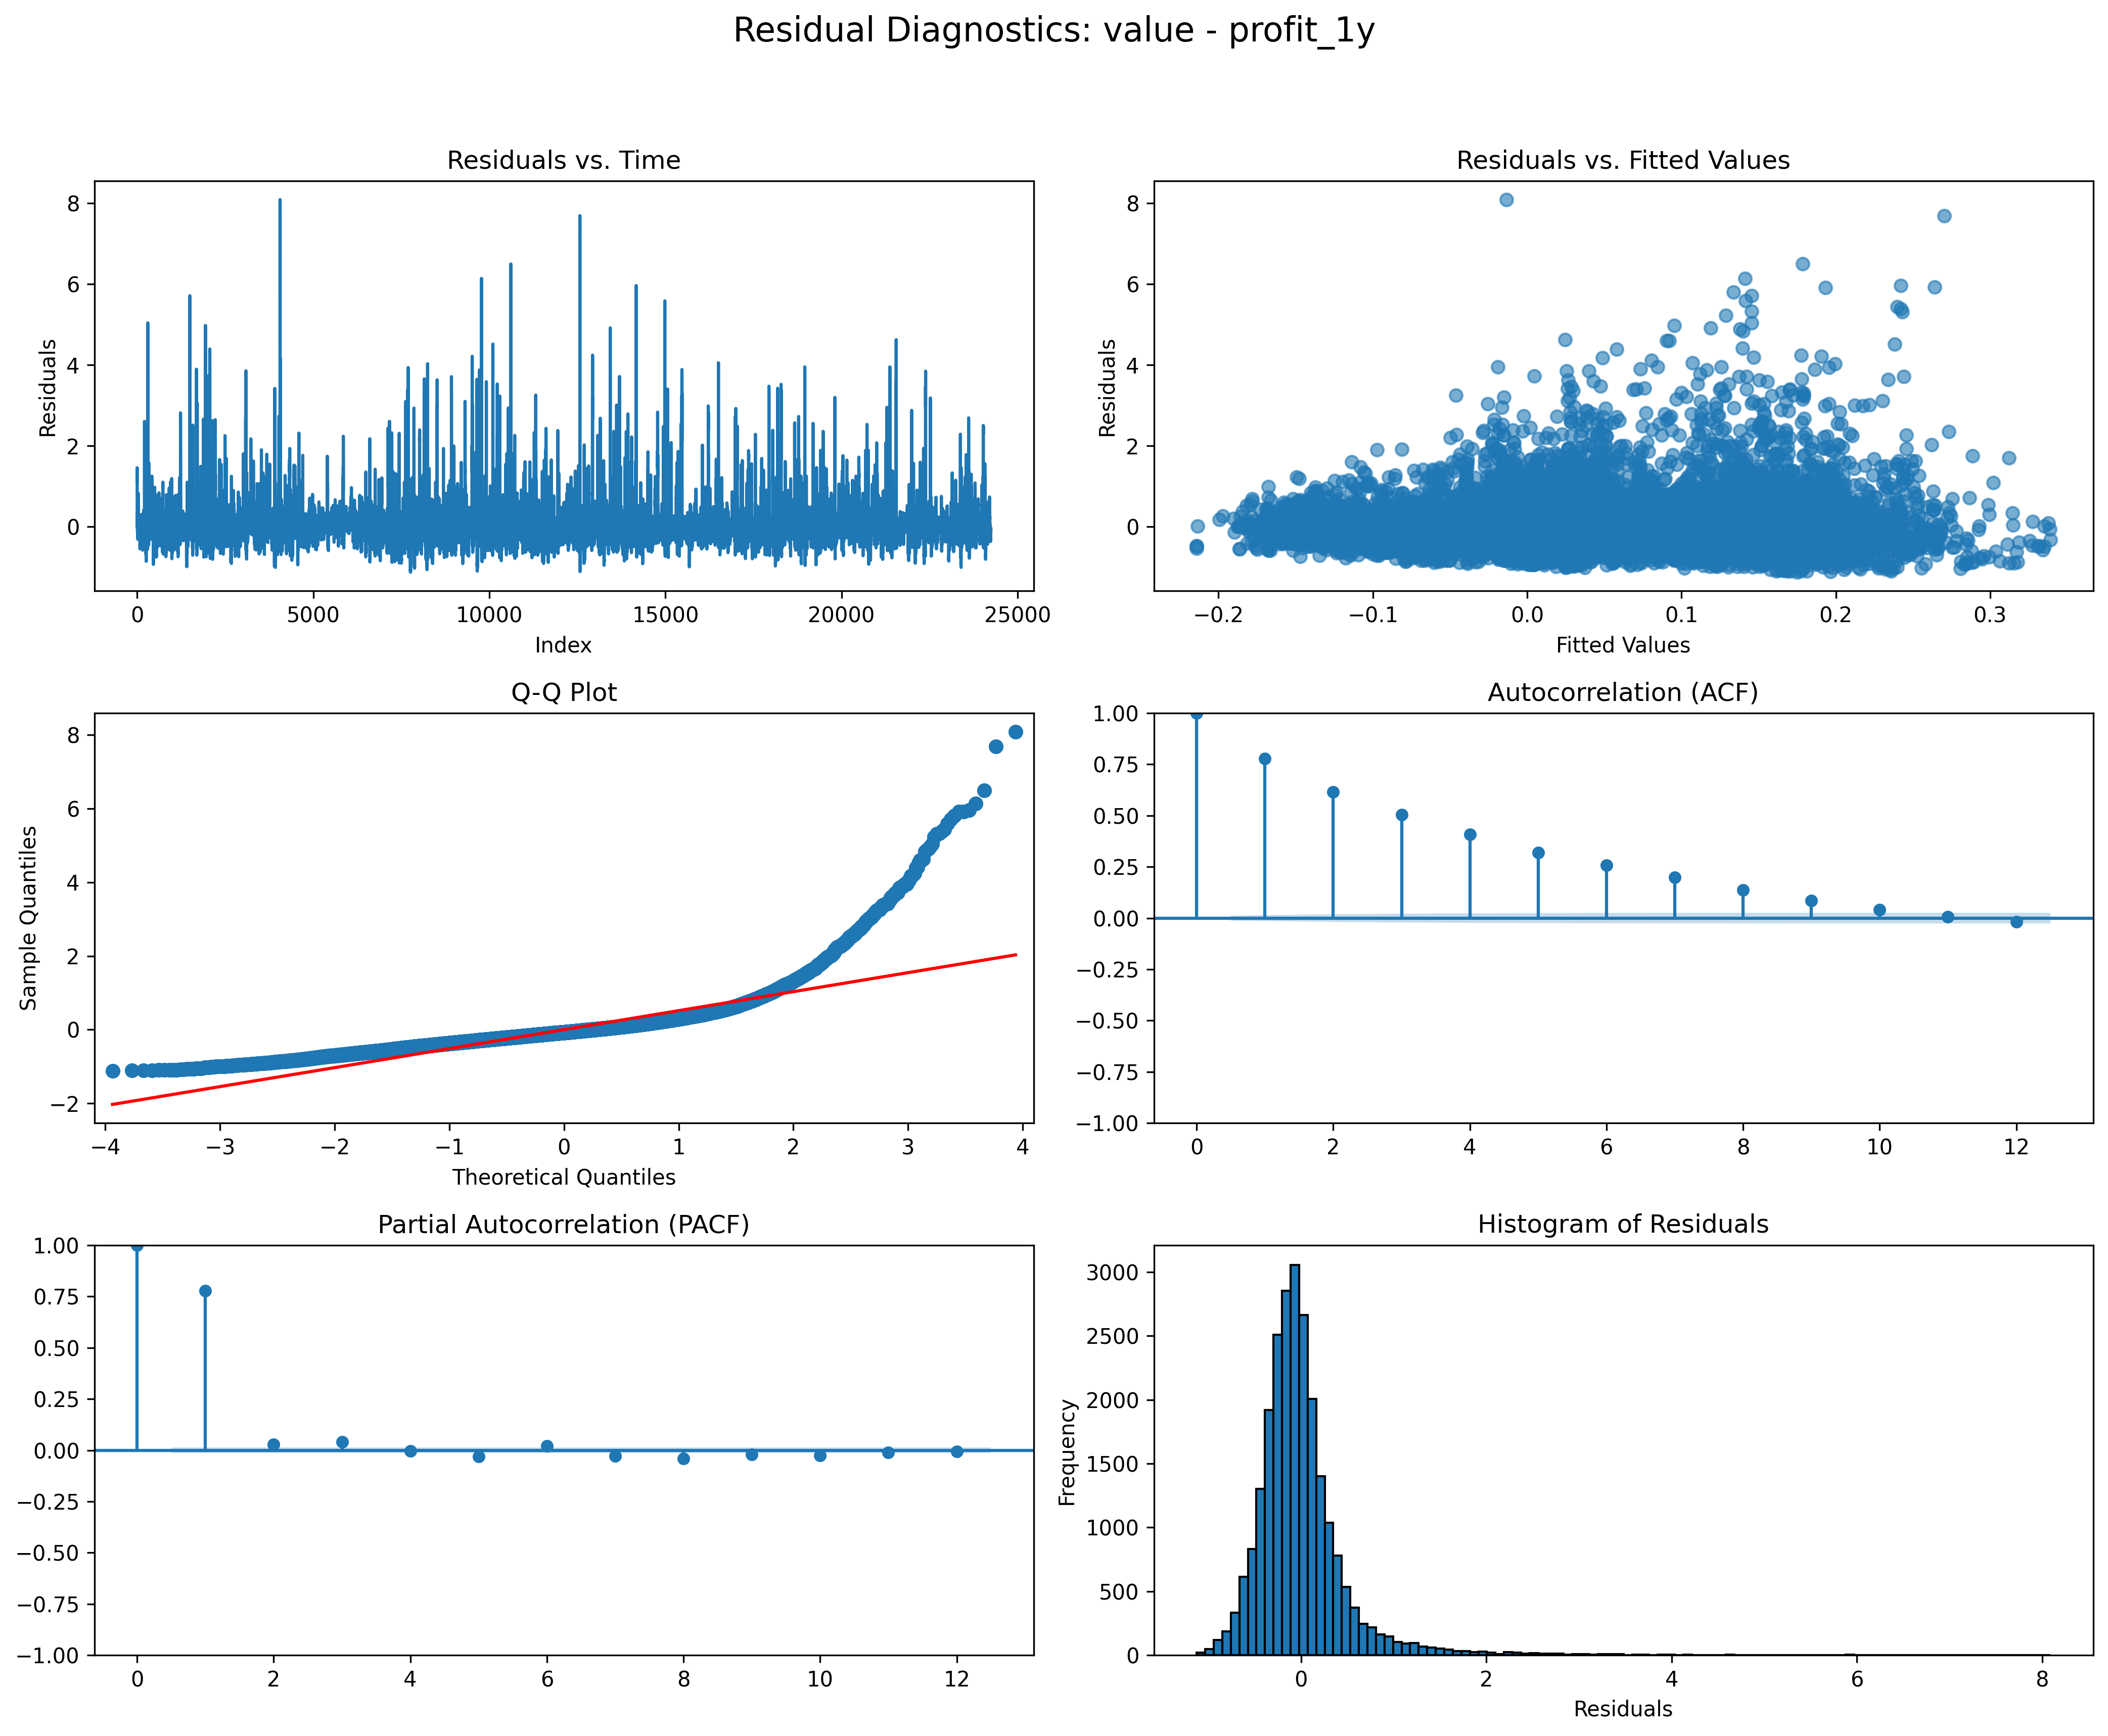 Residual Diagnostics: value - profit_1y
Residuals vs. Time
8
6
4
2
0
Residuals
0 5000 10000 15000 20000 25000
Index
Residuals vs. Fitted Values
8
6
4
2
0
Residuals
−0.2 −0.1 0.0 0.1 0.2 0.3
Fitted Values
Q-Q Plot
8
6
4
2
0
−2
Sample Quantiles
−4 −3 −2 −1 0 1 2 3 4
Theoretical Quantiles
Autocorrelation (ACF)
1.00
0.75
0.50
0.25
0.00
−0.25
−0.50
−0.75
−1.00
0 2 4 6 8 10 12
Partial Autocorrelation (PACF)
1.00
0.75
0.50
0.25
0.00
−0.25
−0.50
−0.75
−1.00
0 2 4 6 8 10 12
Histogram of Residuals
3000
2500
2000
1500
1000
500
0
Frequency
0 2 4 6 8
Residuals